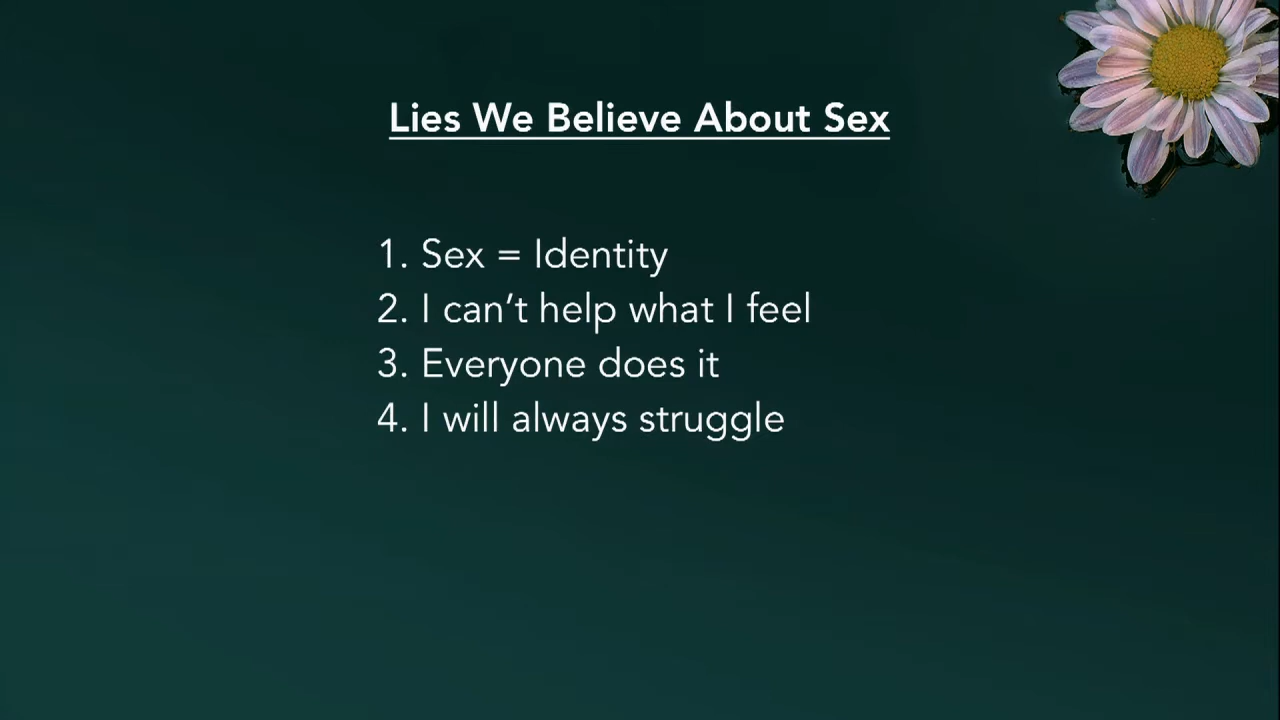 Lies We Believe About Sex
1. Sex = Identity
2. I can’t help what I feel
3. Everyone does it
4. I will always struggle